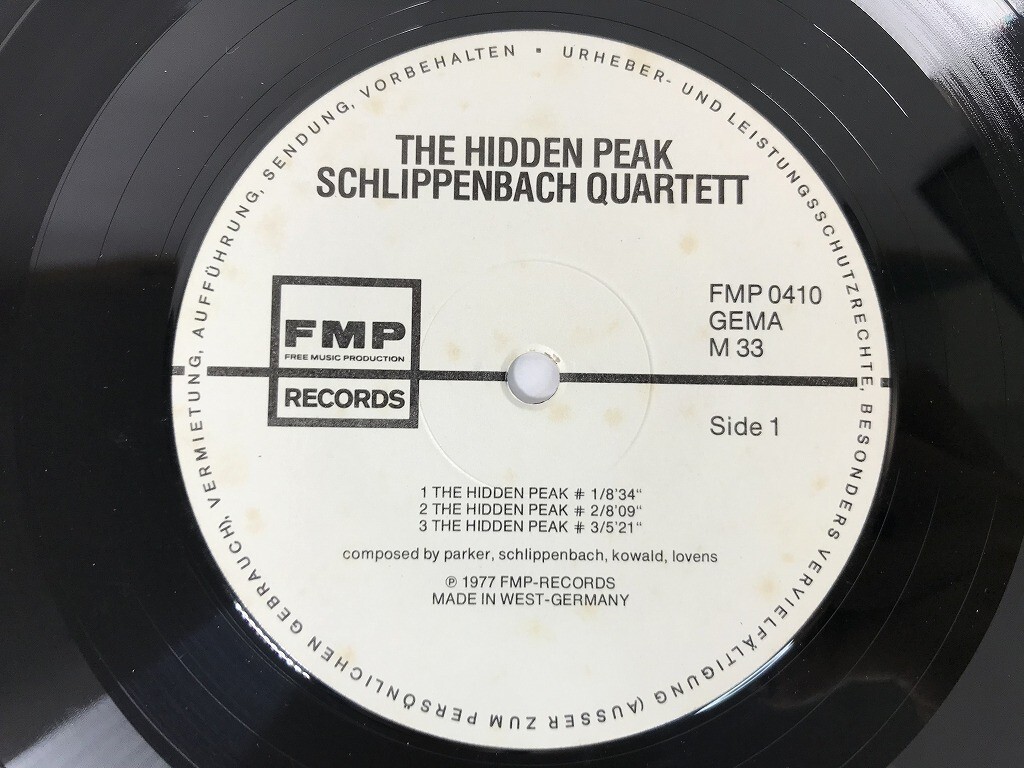 URHEBER- UND LEISTUNGSSCHUTZRECHTE, BESONDERS VERVIELFÄLTIGUNG (AUSSER ZUM PERSÖNLICHEN GEBRAUCH), VERMIETUNG, AUFFÜHRUNG, SENDUNG, VORBEHALTEN ▪
THE HIDDEN PEAK
SCHLIPPENBACH QUARTETT
FMP
FREE MUSIC PRODUCTION
RECORDS
FMP 0410
GEMA
M 33
Side 1
1 THE HIDDEN PEAK # 1/8'34“
2 THE HIDDEN PEAK # 2/8'09“
3 THE HIDDEN PEAK # 3/5'21“
composed by parker, schlippenbach, kowald, lovens
℗ 1977 FMP-RECORDS
MADE IN WEST-GERMANY